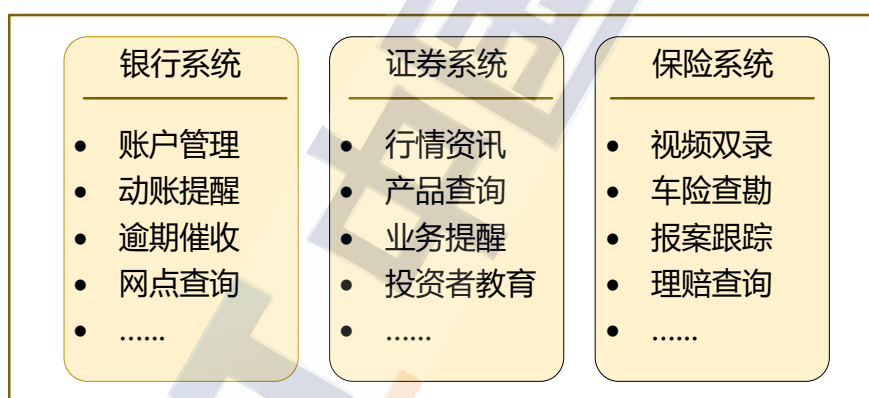 银行系统
• 账户管理
• 动账提醒
• 逾期催收
• 网点查询
• ……
证券系统
• 行情资讯
• 产品查询
• 业务提醒
• 投资者教育
• ……
保险系统
• 视频双录
• 车险查勘
• 报案跟踪
• 理赔查询
• ……